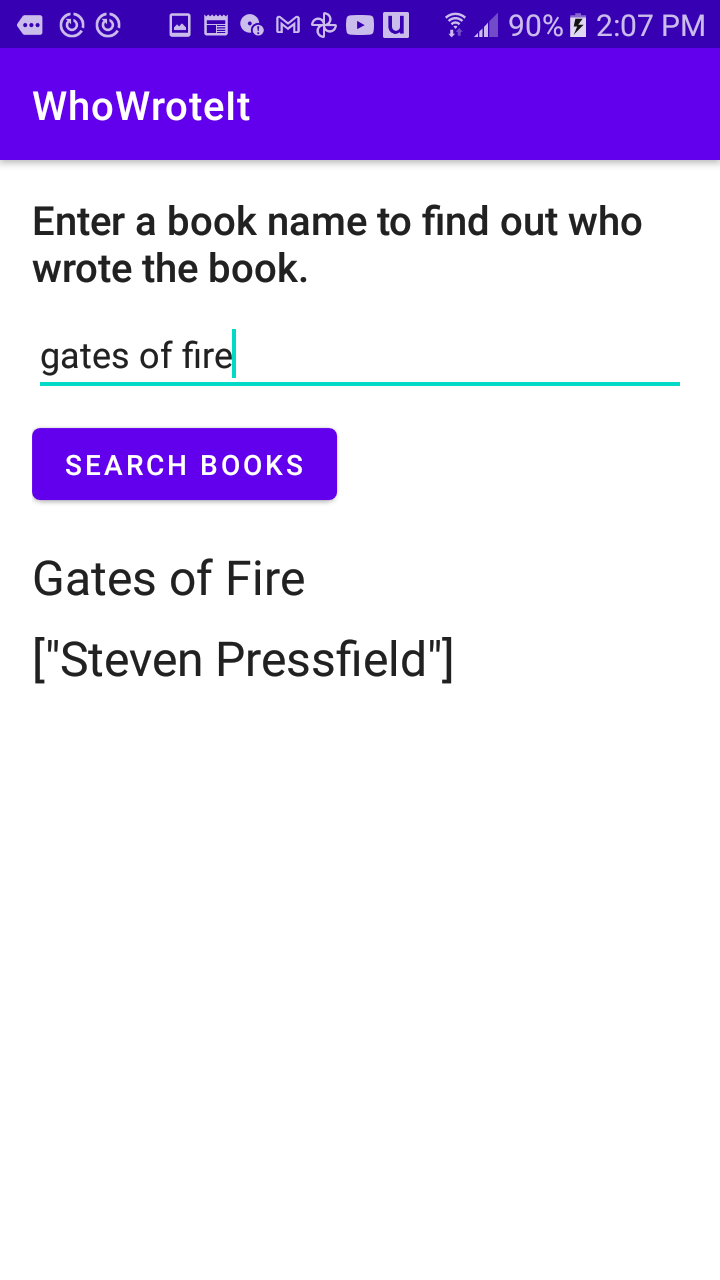 90% 2:07 PM
WhoWroteIt
Enter a book name to find out who
wrote the book.
gates of fire
SEARCH BOOKS
Gates of Fire
["Steven Pressfield"]